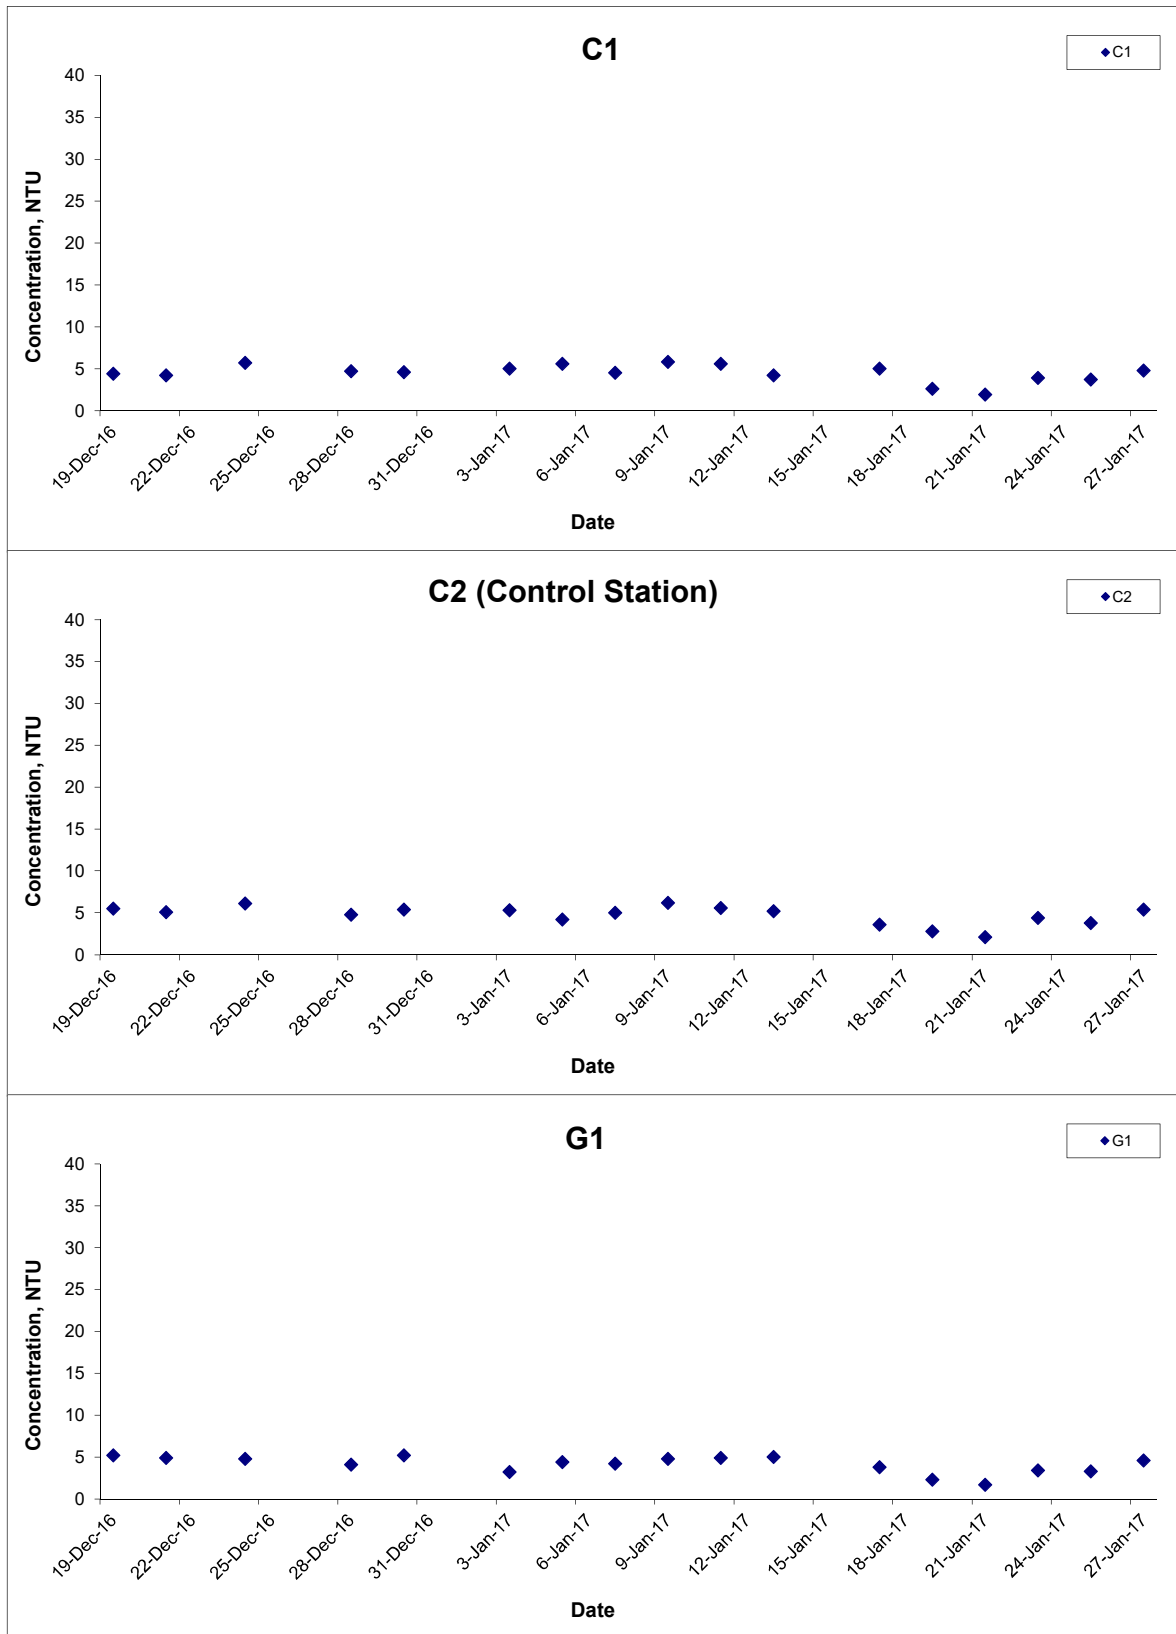 C1
C1
40
35
30
25
20
15
10
5
0
Concentration, NTU
19-Dec-16
22-Dec-16
25-Dec-16
28-Dec-16
31-Dec-16
3-Jan-17
6-Jan-17
9-Jan-17
12-Jan-17
15-Jan-17
18-Jan-17
21-Jan-17
24-Jan-17
27-Jan-17
Date
C2 (Control Station)
C2
40
35
30
25
20
15
10
5
0
Concentration, NTU
19-Dec-16
22-Dec-16
25-Dec-16
28-Dec-16
31-Dec-16
3-Jan-17
6-Jan-17
9-Jan-17
12-Jan-17
15-Jan-17
18-Jan-17
21-Jan-17
24-Jan-17
27-Jan-17
Date
G1
G1
40
35
30
25
20
15
10
5
0
Concentration, NTU
19-Dec-16
22-Dec-16
25-Dec-16
28-Dec-16
31-Dec-16
3-Jan-17
6-Jan-17
9-Jan-17
12-Jan-17
15-Jan-17
18-Jan-17
21-Jan-17
24-Jan-17
27-Jan-17
Date